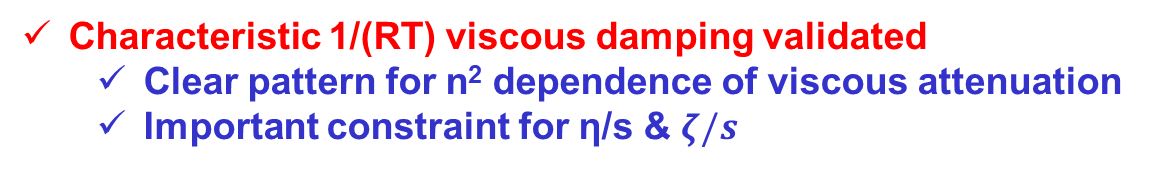 ✓ Characteristic 1/(RT) viscous damping validated
✓ Clear pattern for n² dependence of viscous attenuation
✓ Important constraint for η/s & ζ/s